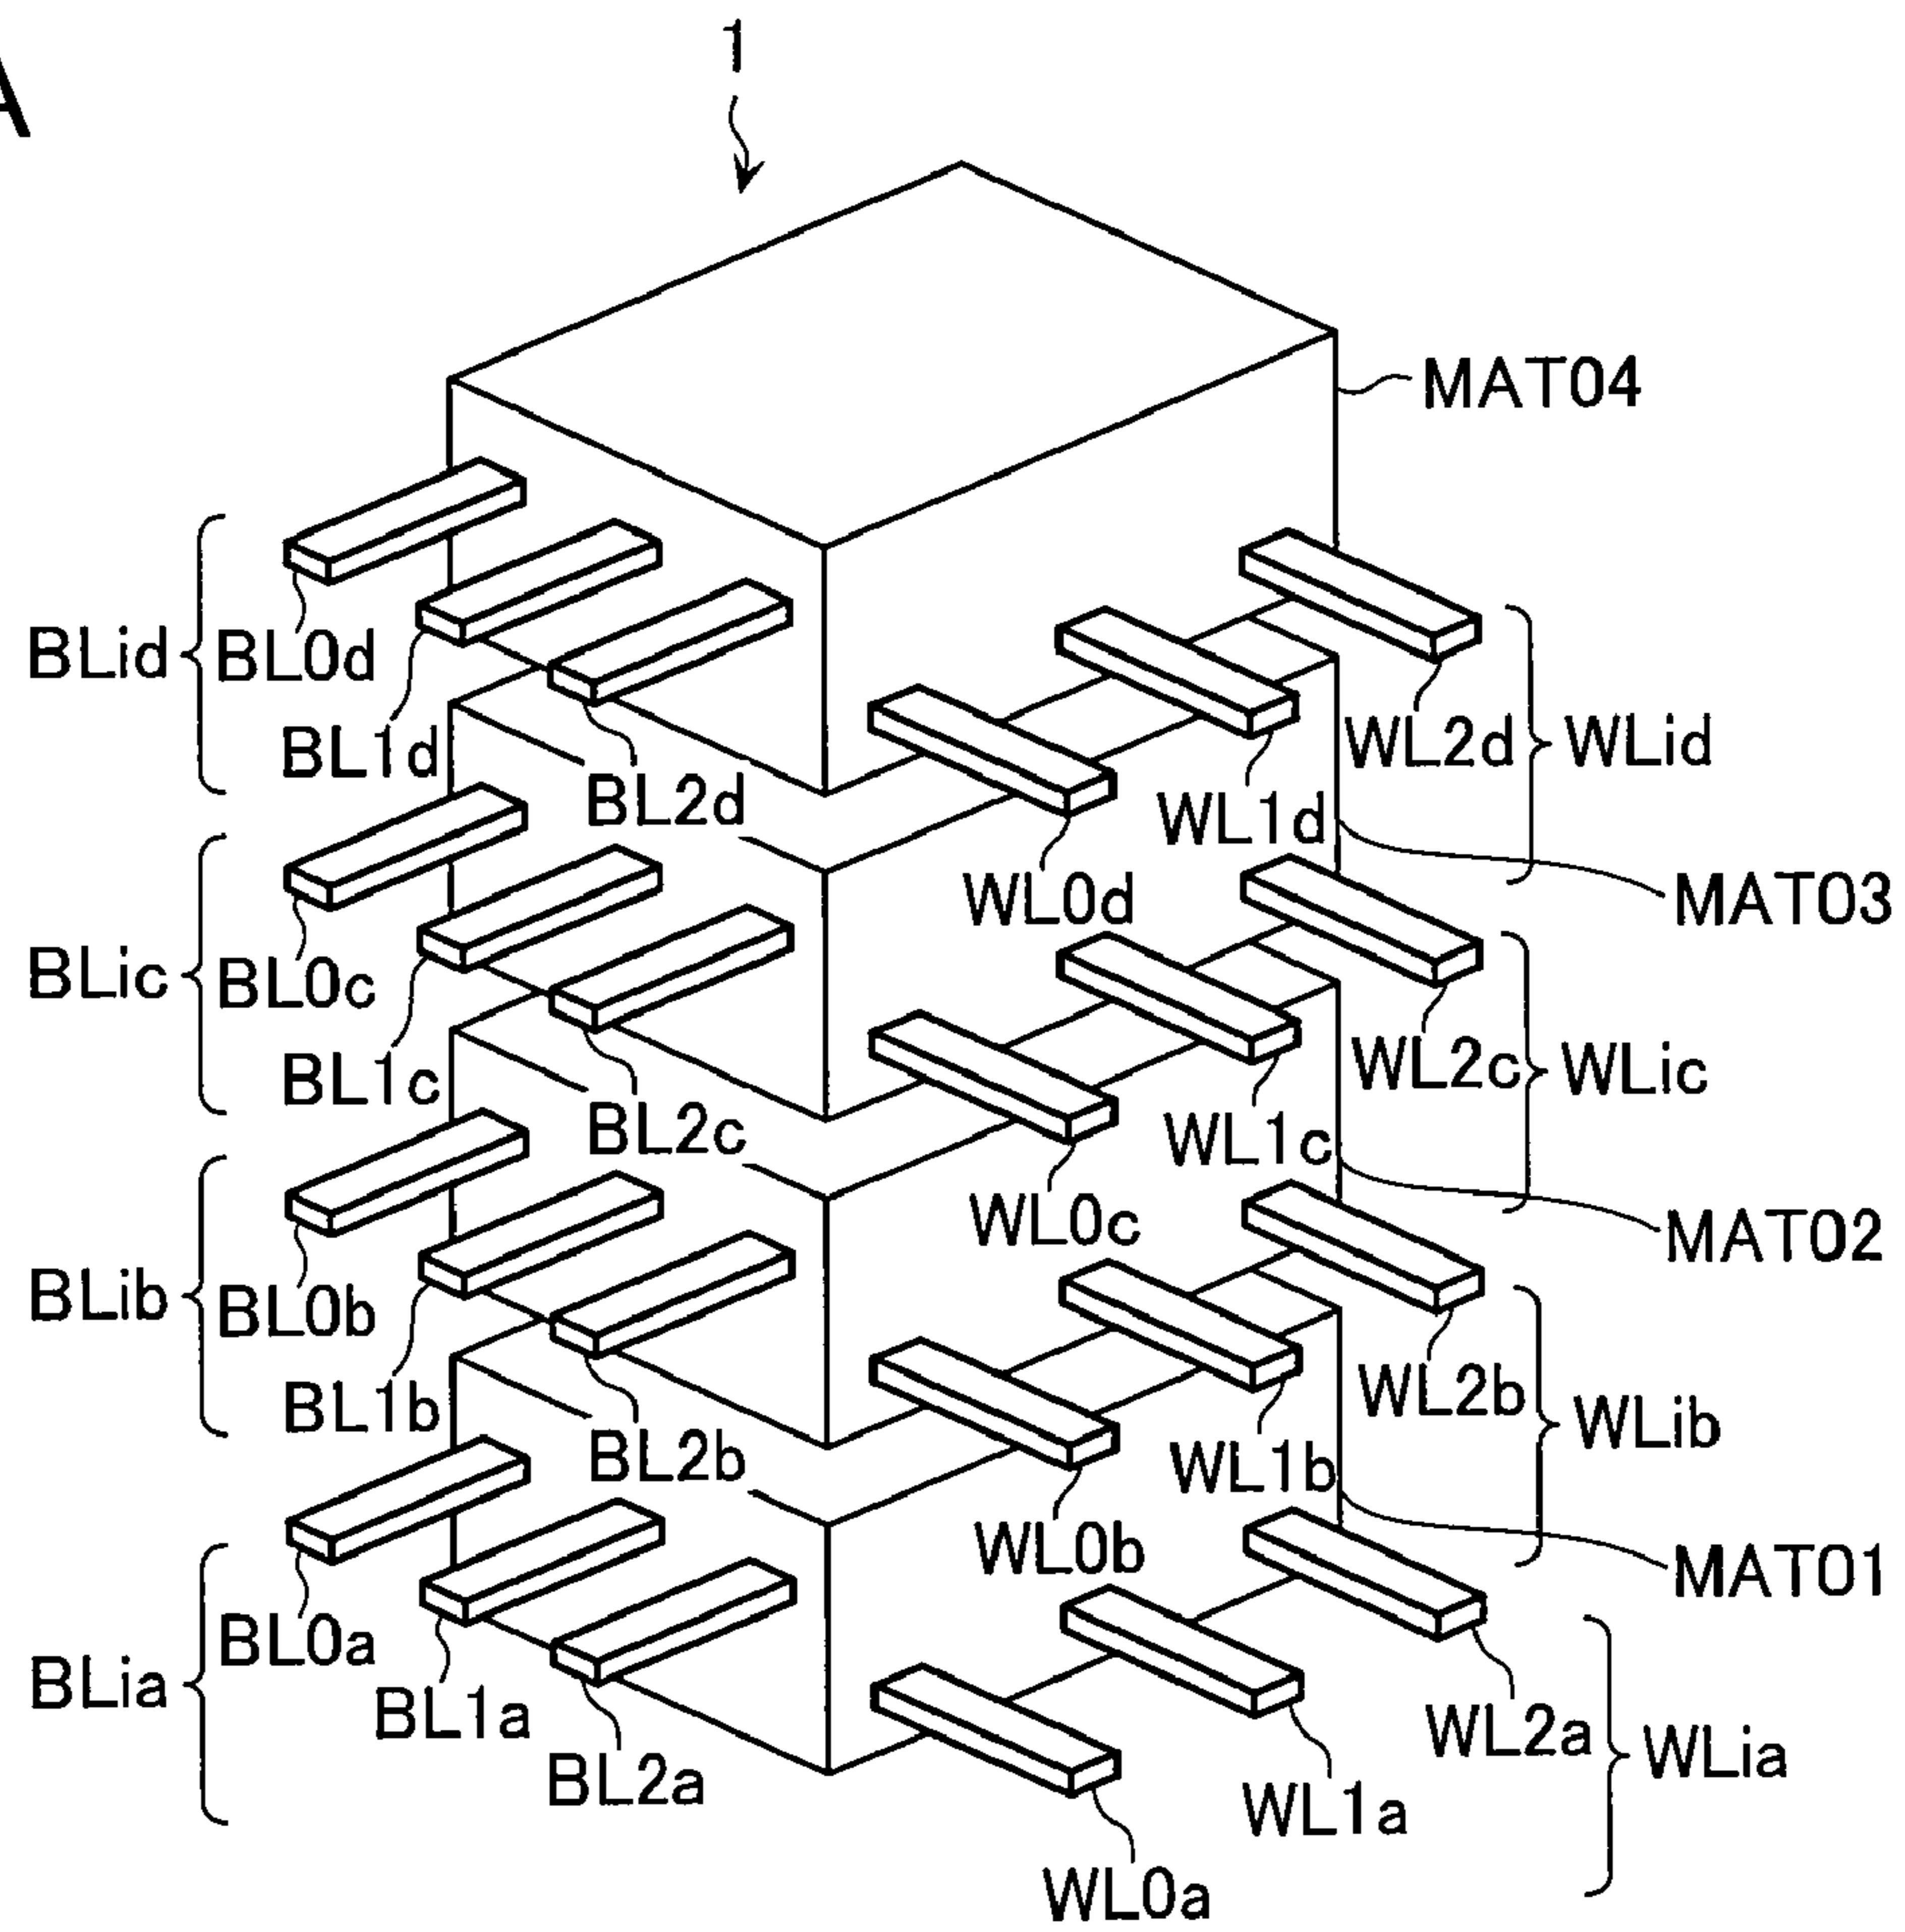 A
1
MAT04
BLid
BL0d
BL1d
BL2d
WL2d
WLid
WL1d
WL0d
MAT03
BLic
BL0c
BL1c
BL2c
WL2c
WLic
WL1c
WL0c
MAT02
BLib
BL0b
BL1b
BL2b
WL2b
WLib
WL1b
WL0b
MAT01
BLia
BL0a
BL1a
BL2a
WL2a
WLia
WL1a
WL0a